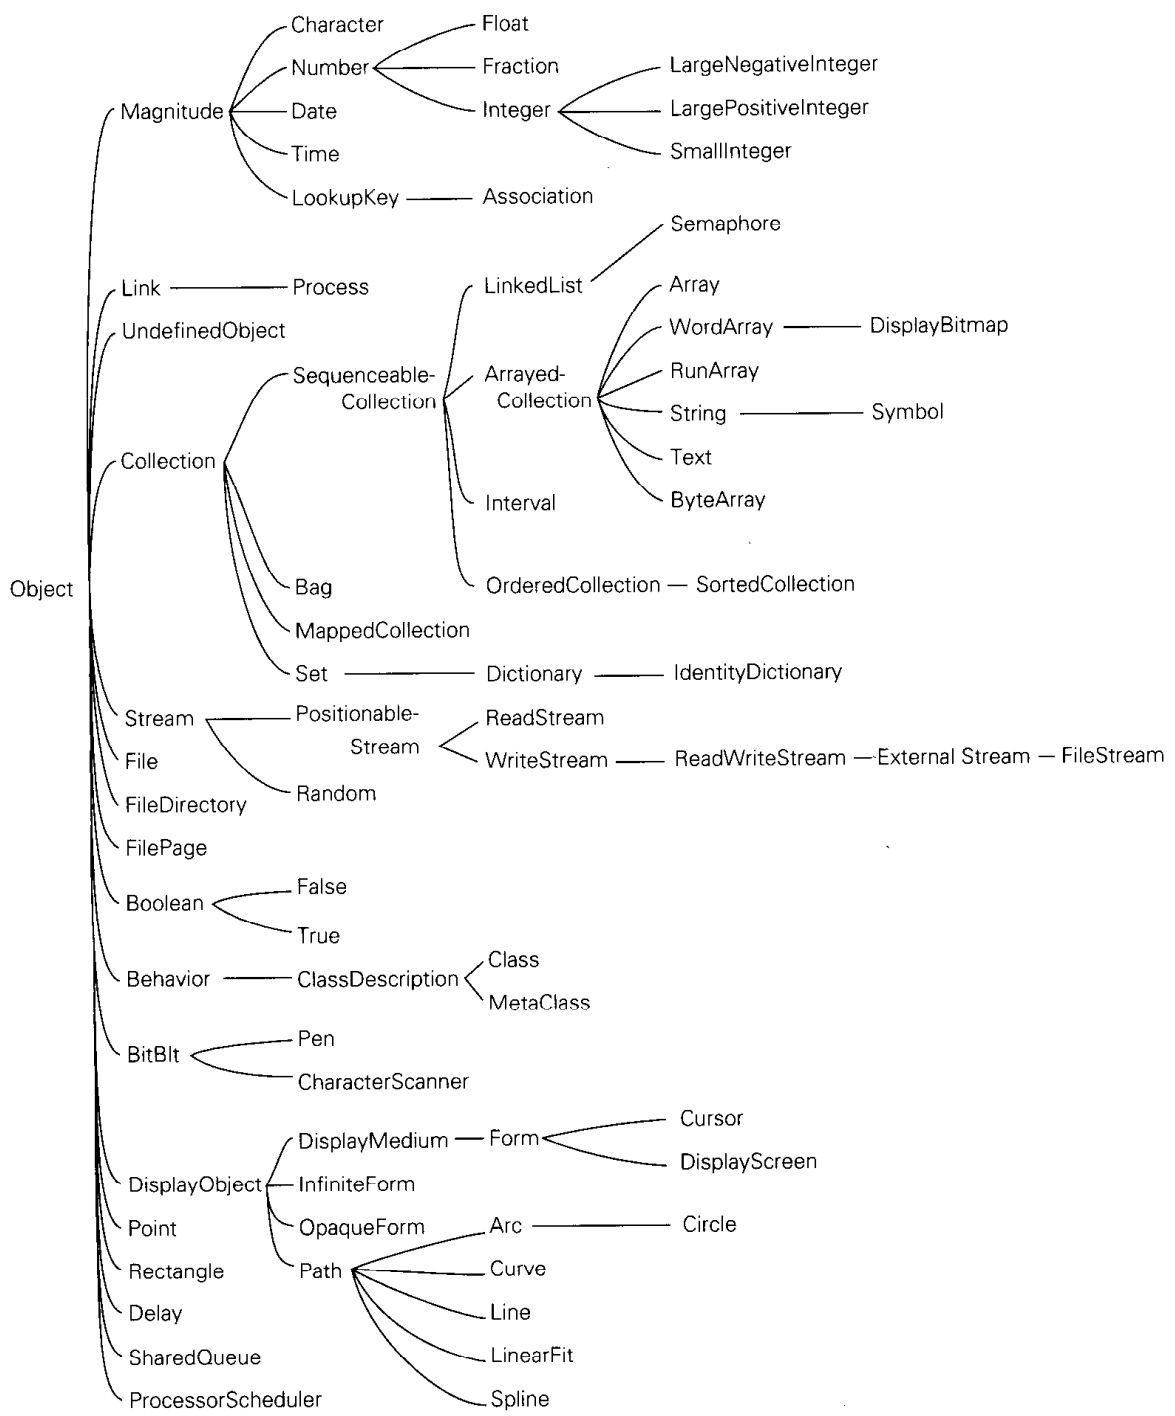 Character
Float
Number
Fraction
LargeNegativeInteger
Magnitude
Date
Integer
LargePositiveInteger
Time
SmallInteger
LookupKey
Association
Semaphore
Link
Process
LinkedList
Array
UndefinedObject
WordArray
DisplayBitmap
Sequenceable-
Collection
Arrayed-
Collection
RunArray
String
Symbol
Collection
Text
Interval
ByteArray
Object
Bag
OrderedCollection
SortedCollection
MappedCollection
Set
Dictionary
IdentityDictionary
Stream
Positionable-
Stream
ReadStream
File
WriteStream
ReadWriteStream
External Stream
FileStream
FileDirectory
Random
FilePage
Boolean
False
True
Behavior
ClassDescription
Class
MetaClass
BitBlt
Pen
CharacterScanner
DisplayMedium
Form
Cursor
DisplayScreen
DisplayObject
InfiniteForm
Point
OpaqueForm
Arc
Circle
Rectangle
Path
Curve
Delay
Line
SharedQueue
LinearFit
ProcessorScheduler
Spline